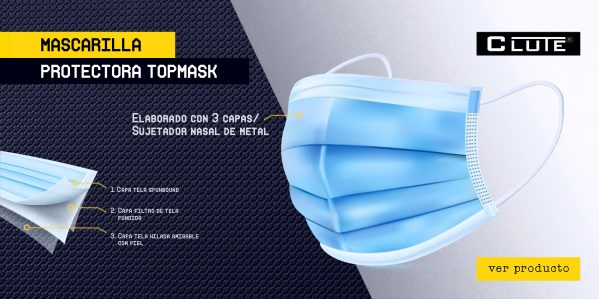 MASCARILLA
PROTECTORA TOPMASK
CLUTE®
ELABORADO CON 3 CAPAS/
SUJETADOR NASAL DE METAL
1. CAPA TELA SPUNBOUND
2. CAPA FILTRO DE TELA
FUNDIDA
3. CAPA TELA HILADA AMIGABLE
CON PIEL
ver producto